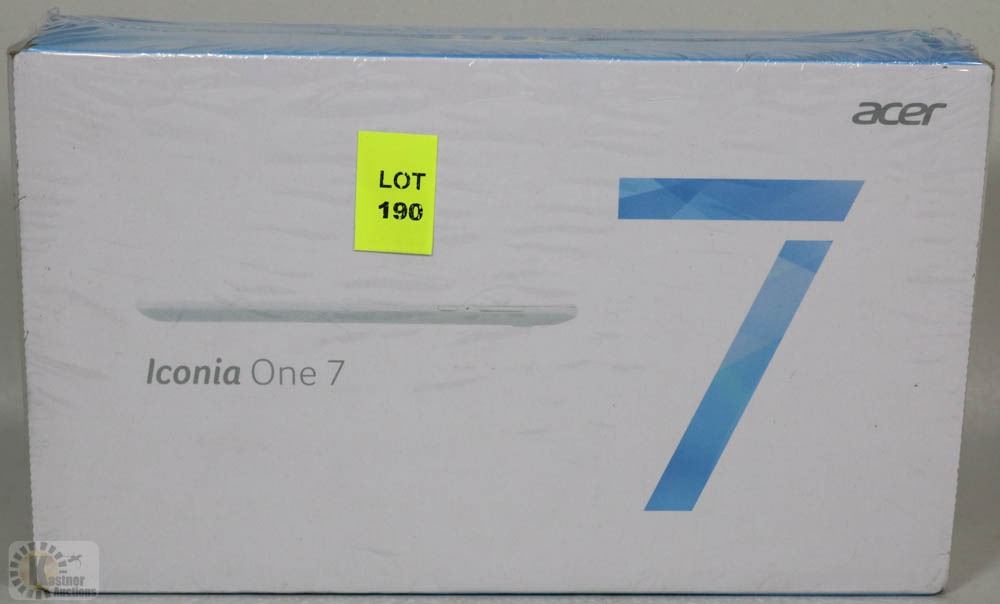 acer
LOT
190
7
Iconia One 7
Kastner
Auctions